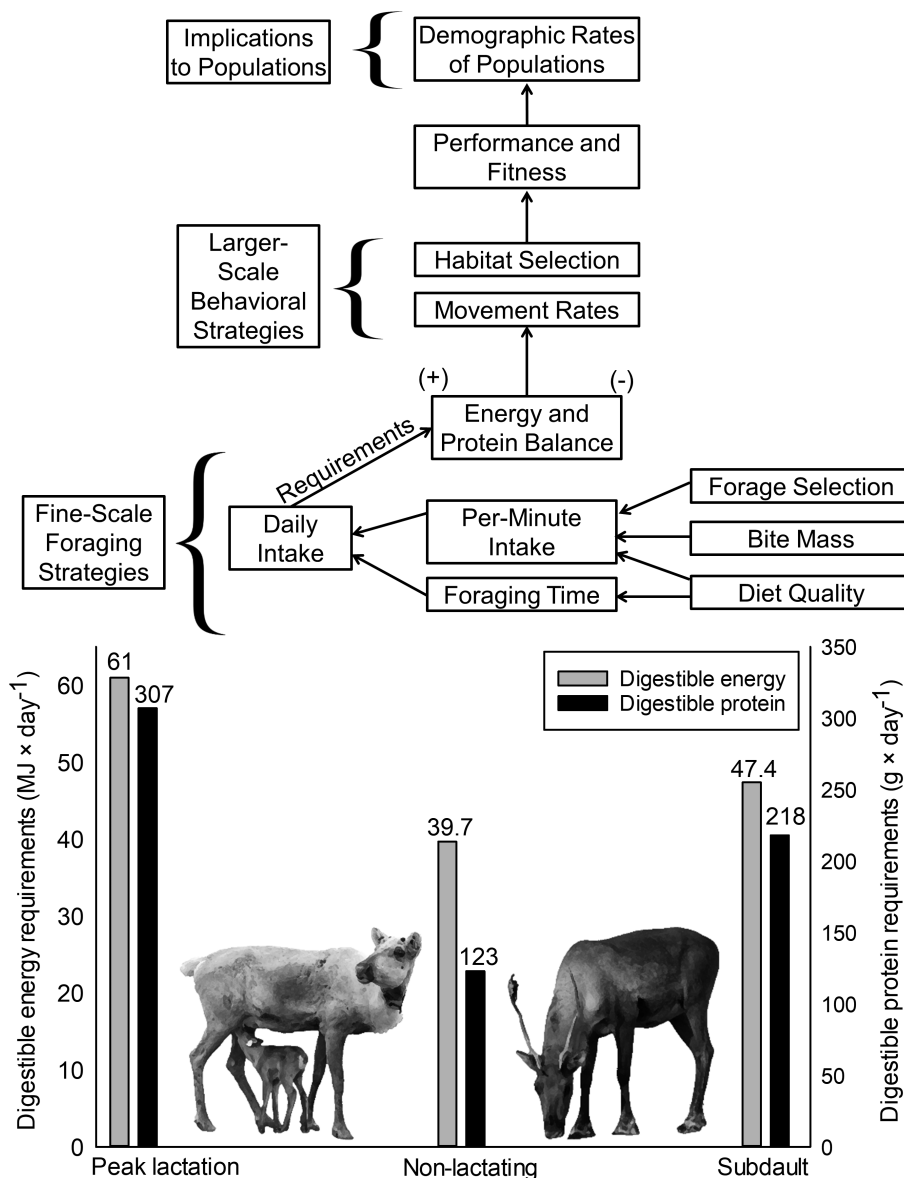 Implications
to Populations
Demographic Rates
of Populations
Performance and
Fitness
Larger-
Scale
Behavioral
Strategies
Habitat Selection
Movement Rates
(+)
(-)
Energy and
Protein Balance
Requirements
Fine-Scale
Foraging
Strategies
Daily
Intake
Per-Minute
Intake
Foraging Time
Forage Selection
Bite Mass
Diet Quality
Digestible energy requirements (MJ × day⁻¹)
60
50
40
30
20
10
0
61
307
39.7
123
47.4
218
Digestible energy
Digestible protein
350
300
250
200
150
100
50
0
Digestible protein requirements (g × day⁻¹)
Peak lactation
Non-lactating
Subdault